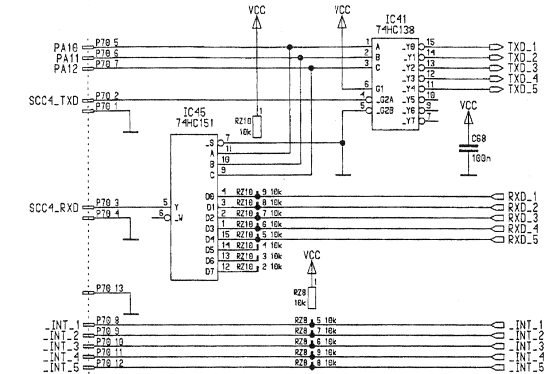 VCC
VCC
IC41
74HC138
PA10 P70 5
PA11 P70 6
PA12 P70 7
1 A _Y0 15 TXD_1
2 B _Y1 14 TXD_2
3 C _Y2 13 TXD_3
_Y3 12 TXD_4
6 G1 _Y4 11 TXD_5
4 _G2A _Y5 10
5 _G2B _Y6 9
_Y7 7
SCC4_TXD P70 2
P70 1
IC45
74HC151
RZ10 1
10k
VCC
C60
100n
_S 7
A 11
B 10
C 9
SCC4_RXD P70 3
P70 4
5 Y
6 _W
D0 4 RZ10 9 10k RXD_1
D1 3 RZ10 8 10k RXD_2
D2 2 RZ10 7 10k RXD_3
D3 1 RZ10 6 10k RXD_4
D4 15 RZ10 5 10k RXD_5
D5 14 RZ10 4 10k
D6 13 RZ10 3 10k
D7 12 RZ10 2 10k
VCC
P70 13
RZ8 1
10k
_INT_1 P70 8 RZ8 5 10k _INT_1
_INT_2 P70 9 RZ8 7 10k _INT_2
_INT_3 P70 10 RZ8 6 10k _INT_3
_INT_4 P70 11 RZ8 9 10k _INT_4
_INT_5 P70 12 RZ8 8 10k _INT_5